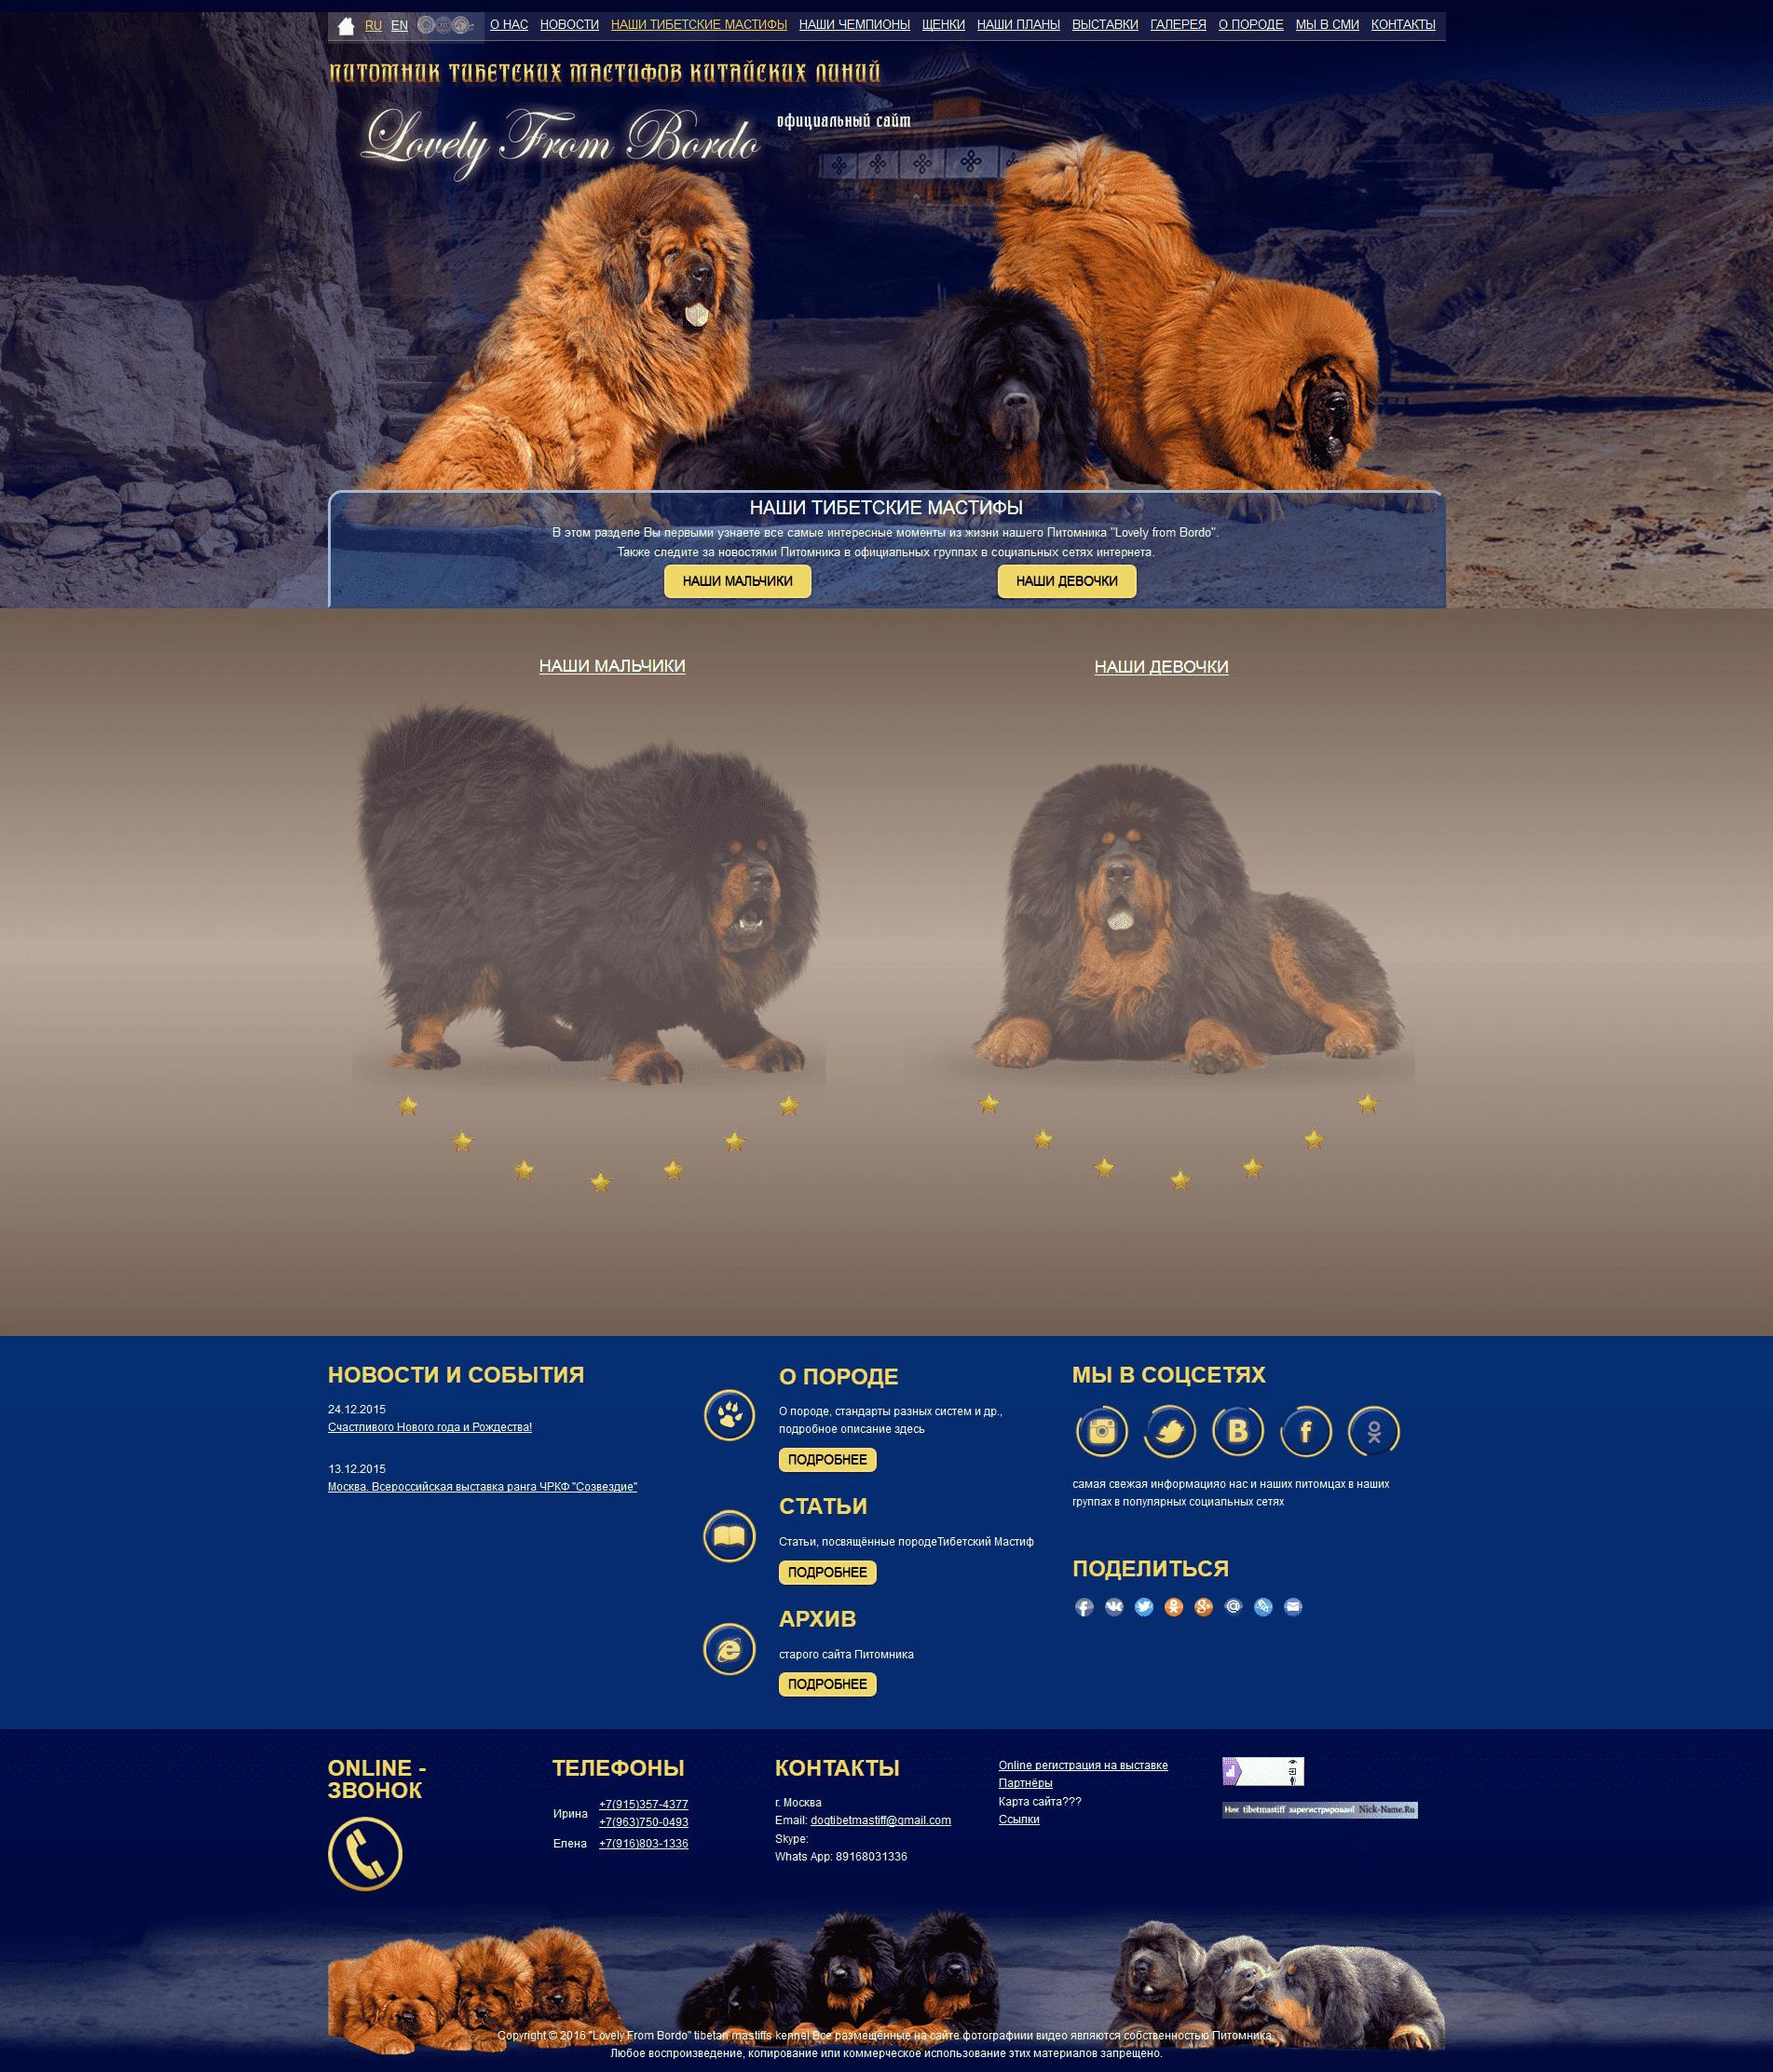 RU EN О НАС НОВОСТИ НАШИ ТИБЕТСКИЕ МАСТИФЫ НАШИ ЧЕМПИОНЫ ЩЕНКИ НАШИ ПЛАНЫ ВЫСТАВКИ ГАЛЕРЕЯ О ПОРОДЕ МЫ В СМИ КОНТАКТЫ
ПИТОМНИК ТИБЕТСКИХ МАСТИФОВ КИТАЙСКИХ ЛИНИЙ
Lovely From Bordo официальный сайт
НАШИ ТИБЕТСКИЕ МАСТИФЫ
В этом разделе Вы первыми узнаете все самые интересные моменты из жизни нашего Питомника "Lovely from Bordo".
Также следите за новостями Питомника в официальных группах в социальных сетях интернета.
НАШИ МАЛЬЧИКИ НАШИ ДЕВОЧКИ
НАШИ МАЛЬЧИКИ НАШИ ДЕВОЧКИ
НОВОСТИ И СОБЫТИЯ
24.12.2015
Счастливого Нового года и Рождества!
13.12.2015
Москва. Всероссийская выставка ранга ЧРКФ "Созвездие"
О ПОРОДЕ
О породе, стандарты разных систем и др.,
подробное описание здесь
ПОДРОБНЕЕ
СТАТЬИ
Статьи, посвящённые породеТибетский Мастиф
ПОДРОБНЕЕ
АРХИВ
старого сайта Питомника
ПОДРОБНЕЕ
МЫ В СОЦСЕТЯХ
самая свежая информацияо нас и наших питомцах в наших
группах в популярных социальных сетях
ПОДЕЛИТЬСЯ
ONLINE -
ЗВОНОК
ТЕЛЕФОНЫ
Ирина +7(915)357-4377
+7(963)750-0493
Елена +7(916)803-1336
КОНТАКТЫ
г. Москва
Email: dogtibetmastiff@gmail.com
Skype:
Whats App: 89168031336
Online регистрация на выставке
Партнёры
Карта сайта???
Ссылки
Ник tibetmastiff зарегистрирован! Nick-Name.Ru
Copyright © 2016 "Lovely From Bordo" tibetan mastiffs kennel Все размещённые на сайте фотографиии видео являются собственностью Питомника.
Любое воспроизведение, копирование или коммерческое использование этих материалов запрещено.